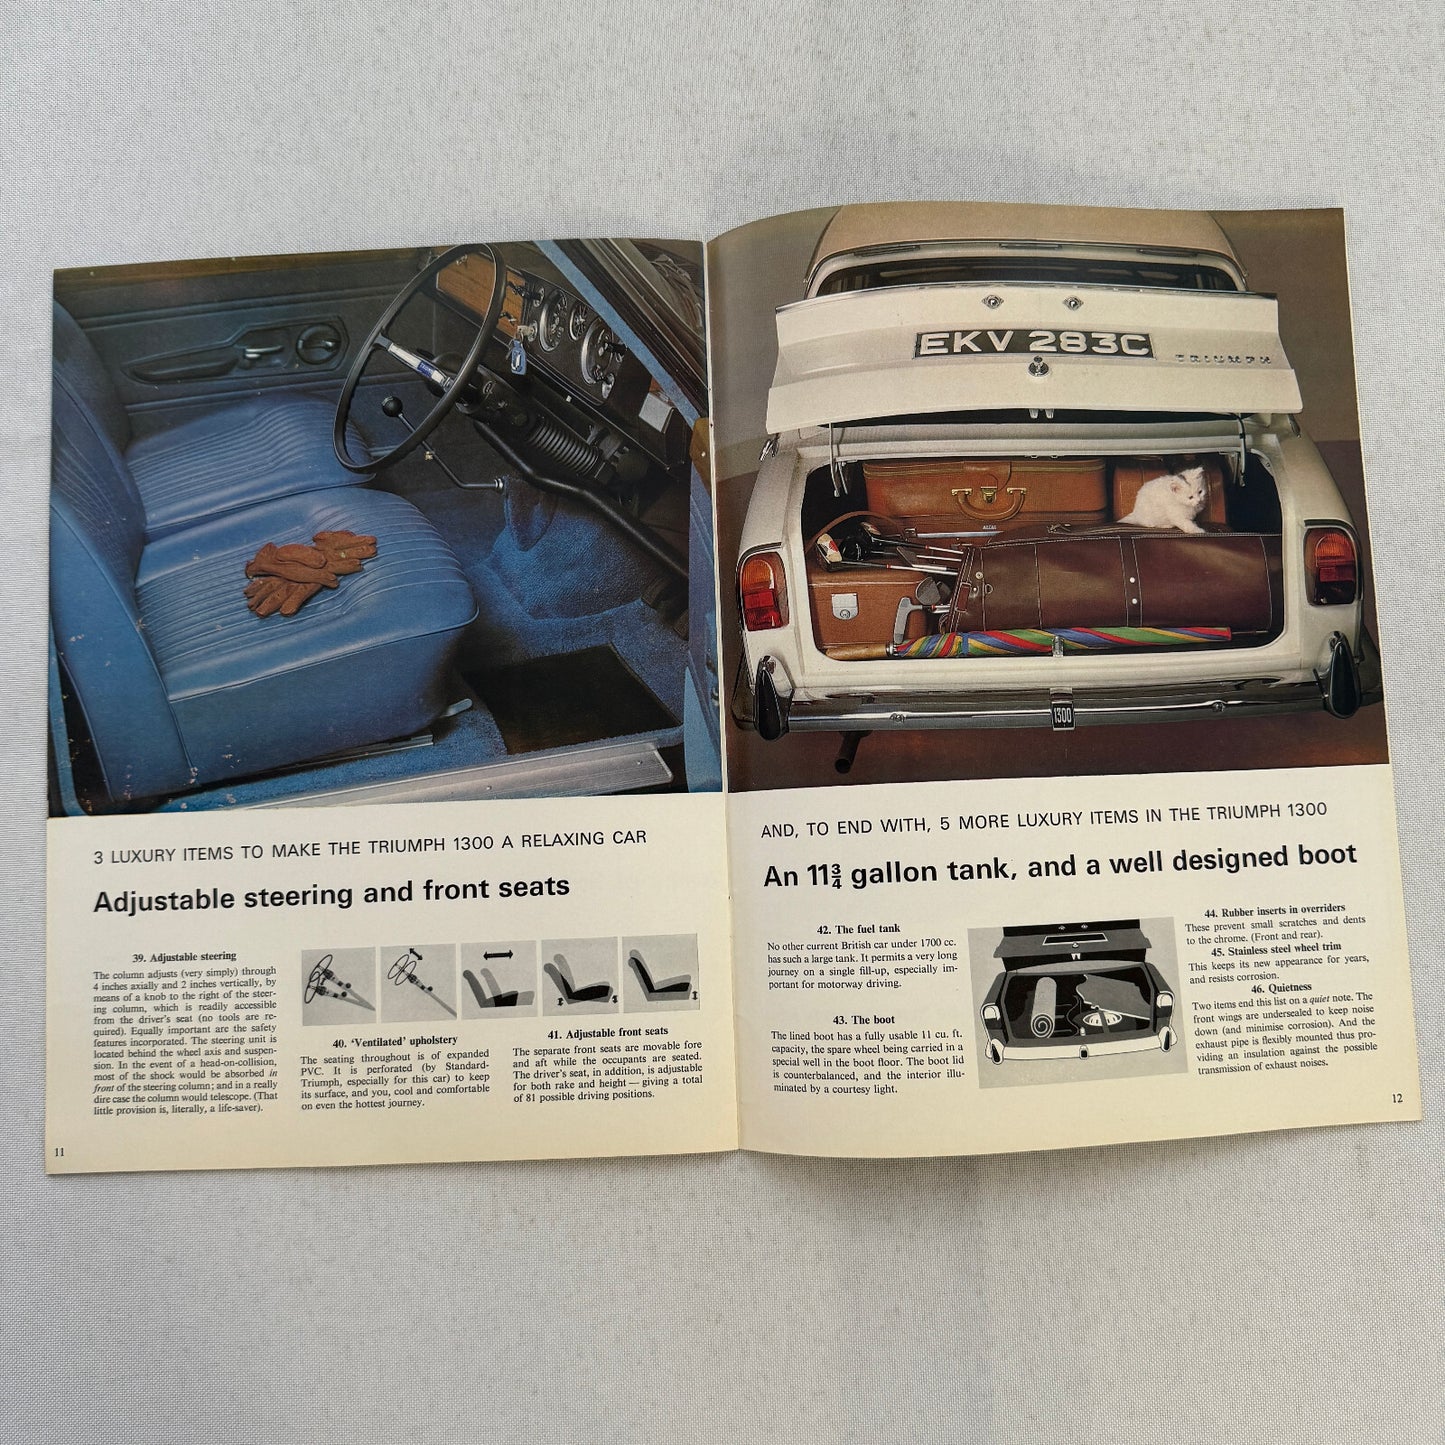 EKV 283C
TRIUMPH
1300
3 LUXURY ITEMS TO MAKE THE TRIUMPH 1300 A RELAXING CAR
Adjustable steering and front seats
39. Adjustable steering
The column adjusts (very simply) through
4 inches axially and 2 inches vertically, by
means of a knob to the right of the steer-
ing column, which is readily accessible
from the driver's seat (no tools are re-
quired). Equally important are the safety
features incorporated. The steering unit is
located behind the wheel axis and suspen-
sion. In the event of a head-on-collision,
most of the shock would be absorbed in
front of the steering column; and in a really
dire case the column would telescope. (That
little provision is, literally, a life-saver).
40. ‘Ventilated’ upholstery
The seating throughout is of expanded
PVC. It is perforated (by Standard-
Triumph, especially for this car) to keep
its surface, and you, cool and comfortable
on even the hottest journey.
41. Adjustable front seats
The separate front seats are movable fore
and aft while the occupants are seated.
The driver's seat, in addition, is adjustable
for both rake and height — giving a total
of 81 possible driving positions.
11
AND, TO END WITH, 5 MORE LUXURY ITEMS IN THE TRIUMPH 1300
An 11¾ gallon tank, and a well designed boot
42. The fuel tank
No other current British car under 1700 cc.
has such a large tank. It permits a very long
journey on a single fill-up, especially im-
portant for motorway driving.
43. The boot
The lined boot has a fully usable 11 cu. ft.
capacity, the spare wheel being carried in a
special well in the boot floor. The boot lid
is counterbalanced, and the interior illu-
minated by a courtesy light.
44. Rubber inserts in overriders
These prevent small scratches and dents
to the chrome. (Front and rear).
45. Stainless steel wheel trim
This keeps its new appearance for years,
and resists corrosion.
46. Quietness
Two items end this list on a quiet note. The
front wings are undersealed to keep noise
down (and minimise corrosion). And the
exhaust pipe is flexibly mounted thus pro-
viding an insulation against the possible
transmission of exhaust noises.
12